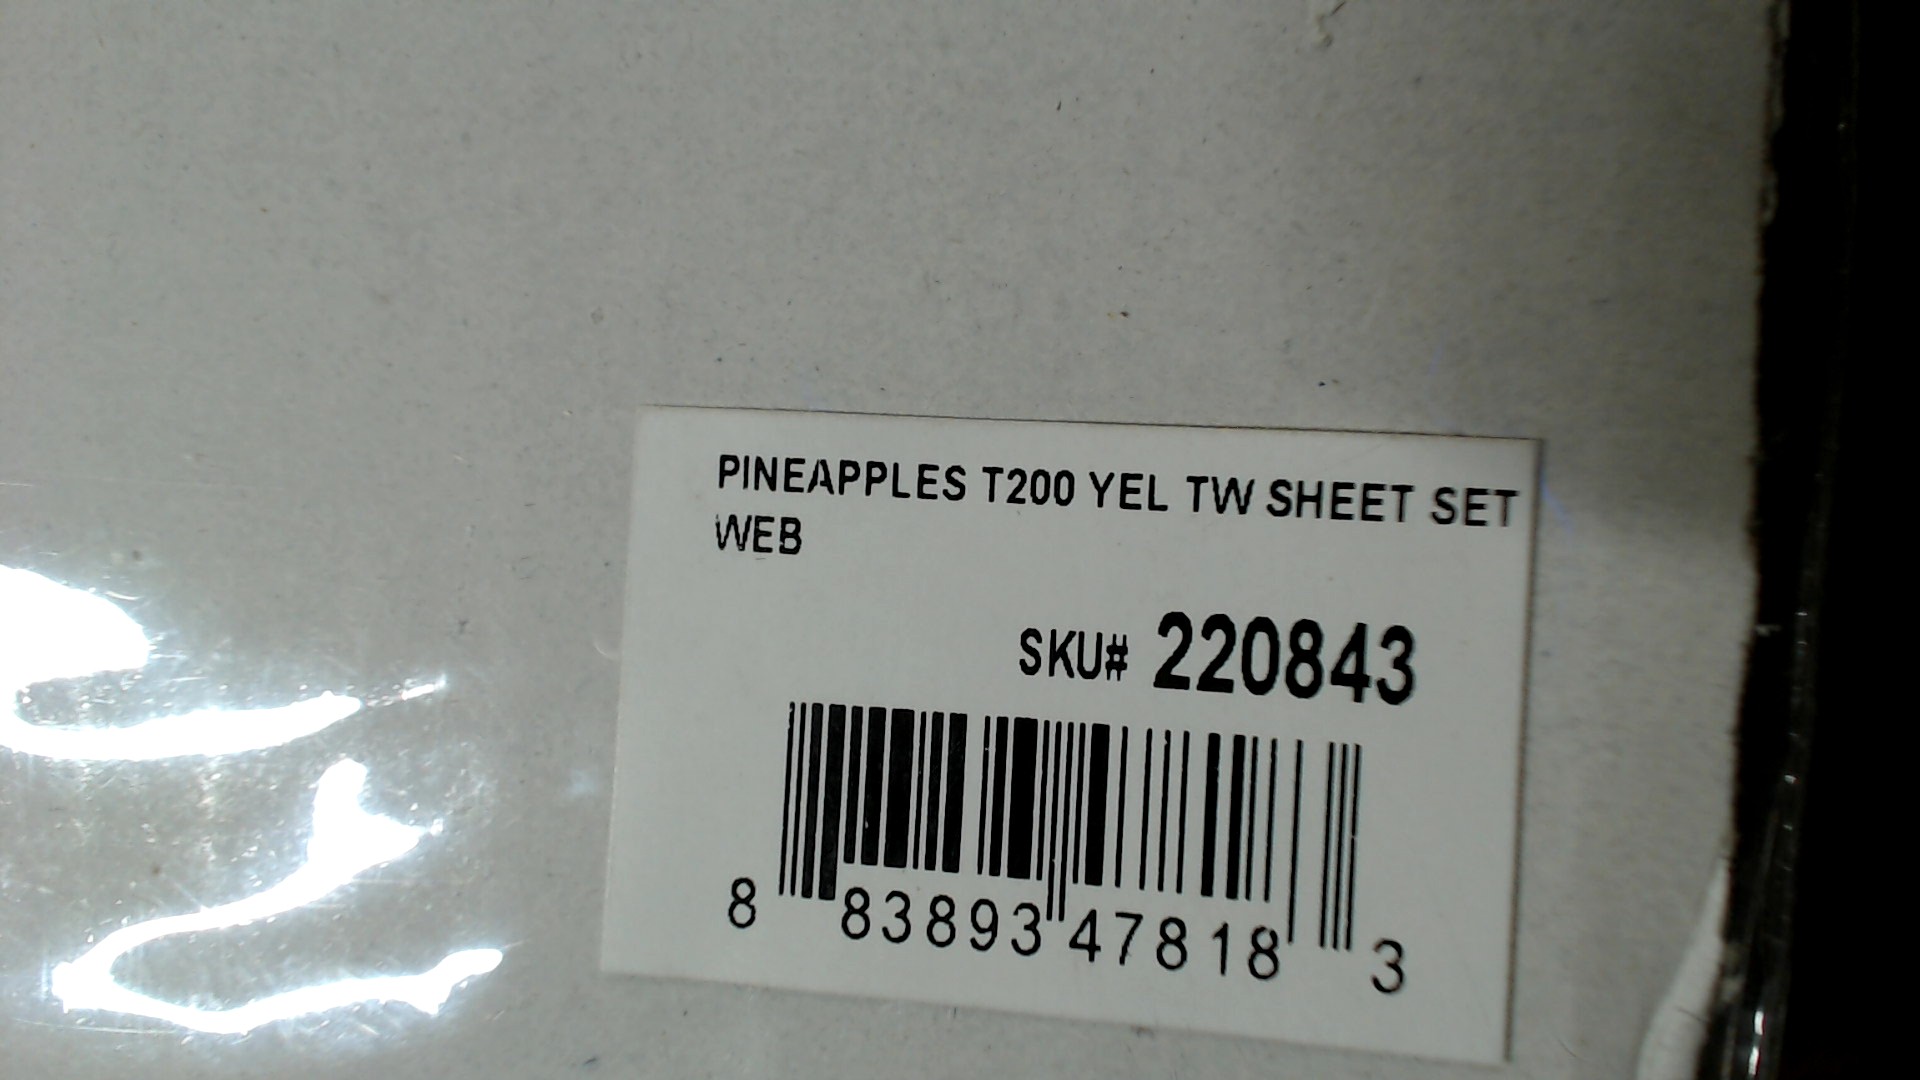 PINEAPPLES T200 YEL TW SHEET SET
WEB
SKU# 220843
8 83893 47818 3